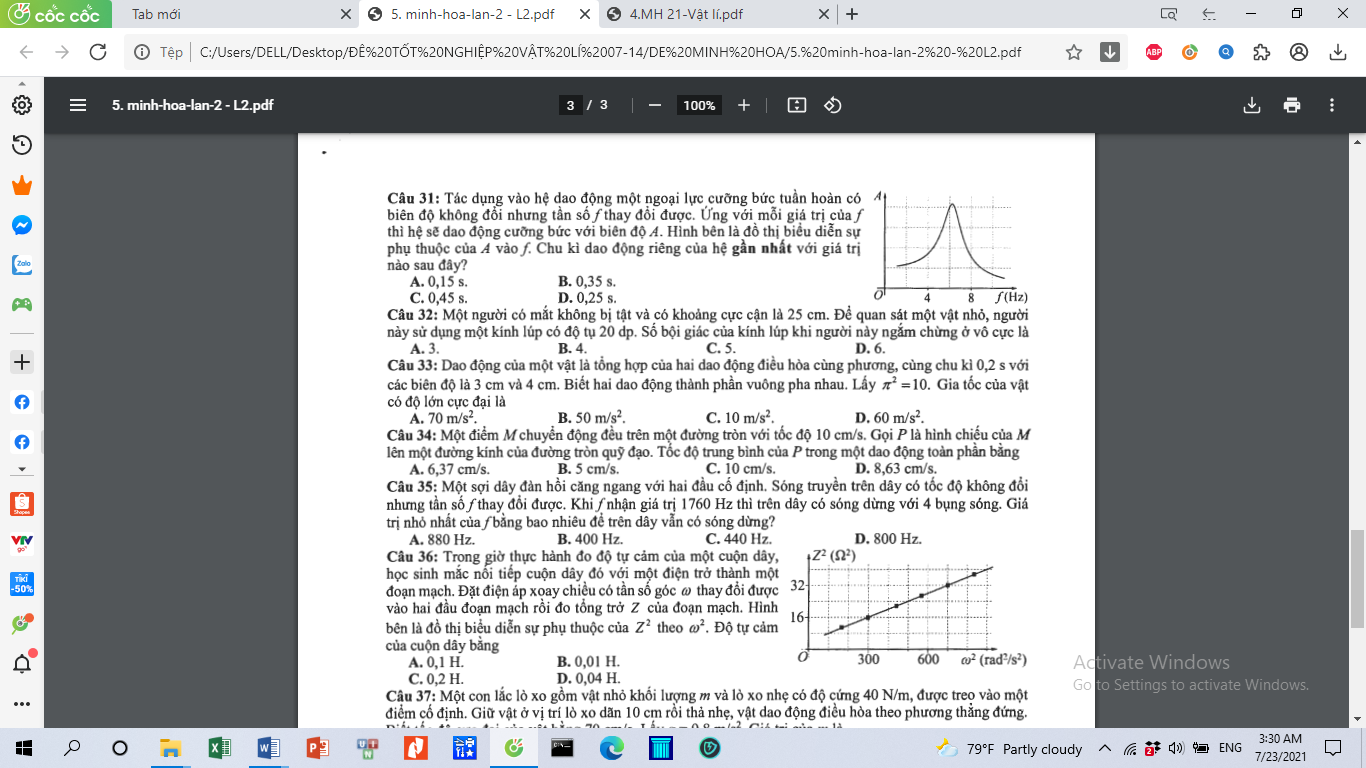 cốc cốc
Tab mới
5. minh-hoa-lan-2 - L2.pdf
4.MH 21-Vật lí.pdf
Tệp
C:/Users/DELL/Desktop/ĐỀ%20TỐT%20NGHIỆP%20VẬT%20LÍ%2007-14/DE%20MINH%20HOA/5.%20minh-hoa-lan-2%20-%20L2.pdf
ABP
5. minh-hoa-lan-2 - L2.pdf
3 / 3
100%
Câu 31: Tác dụng vào hệ dao động một ngoại lực cưỡng bức tuần hoàn có
biên độ không đổi nhưng tần số f thay đổi được. Ứng với mỗi giá trị của f
thì hệ sẽ dao động cưỡng bức với biên độ A. Hình bên là đồ thị biểu diễn sự
phụ thuộc của A vào f. Chu kì dao động riêng của hệ gần nhất với giá trị
nào sau đây?
A. 0,15 s. B. 0,35 s.
C. 0,45 s. D. 0,25 s.
A
O 4 8 f(Hz)
Câu 32: Một người có mắt không bị tật và có khoảng cực cận là 25 cm. Để quan sát một vật nhỏ, người
này sử dụng một kính lúp có độ tụ 20 dp. Số bội giác của kính lúp khi người này ngắm chừng ở vô cực là
A. 3. B. 4. C. 5. D. 6.
Câu 33: Dao động của một vật là tổng hợp của hai dao động điều hòa cùng phương, cùng chu kì 0,2 s với
các biên độ là 3 cm và 4 cm. Biết hai dao động thành phần vuông pha nhau. Lấy π² =10. Gia tốc của vật
có độ lớn cực đại là
A. 70 m/s². B. 50 m/s². C. 10 m/s². D. 60 m/s².
Câu 34: Một điểm M chuyển động đều trên một đường tròn với tốc độ 10 cm/s. Gọi P là hình chiếu của M
lên một đường kính của đường tròn quỹ đạo. Tốc độ trung bình của P trong một dao động toàn phần bằng
A. 6,37 cm/s. B. 5 cm/s. C. 10 cm/s. D. 8,63 cm/s.
Câu 35: Một sợi dây đàn hồi căng ngang với hai đầu cố định. Sóng truyền trên dây có tốc độ không đổi
nhưng tần số f thay đổi được. Khi f nhận giá trị 1760 Hz thì trên dây có sóng dừng với 4 bụng sóng. Giá
trị nhỏ nhất của f bằng bao nhiêu để trên dây vẫn có sóng dừng?
A. 880 Hz. B. 400 Hz. C. 440 Hz. D. 800 Hz.
Câu 36: Trong giờ thực hành đo độ tự cảm của một cuộn dây,
học sinh mắc nối tiếp cuộn dây đó với một điện trở thành một
đoạn mạch. Đặt điện áp xoay chiều có tần số góc ω thay đổi được
vào hai đầu đoạn mạch rồi đo tổng trở Z của đoạn mạch. Hình
bên là đồ thị biểu diễn sự phụ thuộc của Z² theo ω². Độ tự cảm
của cuộn dây bằng
A. 0,1 H. B. 0,01 H.
C. 0,2 H. D. 0,04 H.
Z² (Ω²)
32
16
O 300 600 ω² (rad²/s²)
Câu 37: Một con lắc lò xo gồm vật nhỏ khối lượng m và lò xo nhẹ có độ cứng 40 N/m, được treo vào một
điểm cố định. Giữ vật ở vị trí lò xo dãn 10 cm rồi thả nhẹ, vật dao động điều hòa theo phương thẳng đứng.
Zalo
Shopee
VTV
go
TIKI
-50%
Activate Windows
Go to Settings to activate Windows.
79°F Partly cloudy
ENG
3:30 AM
7/23/2021